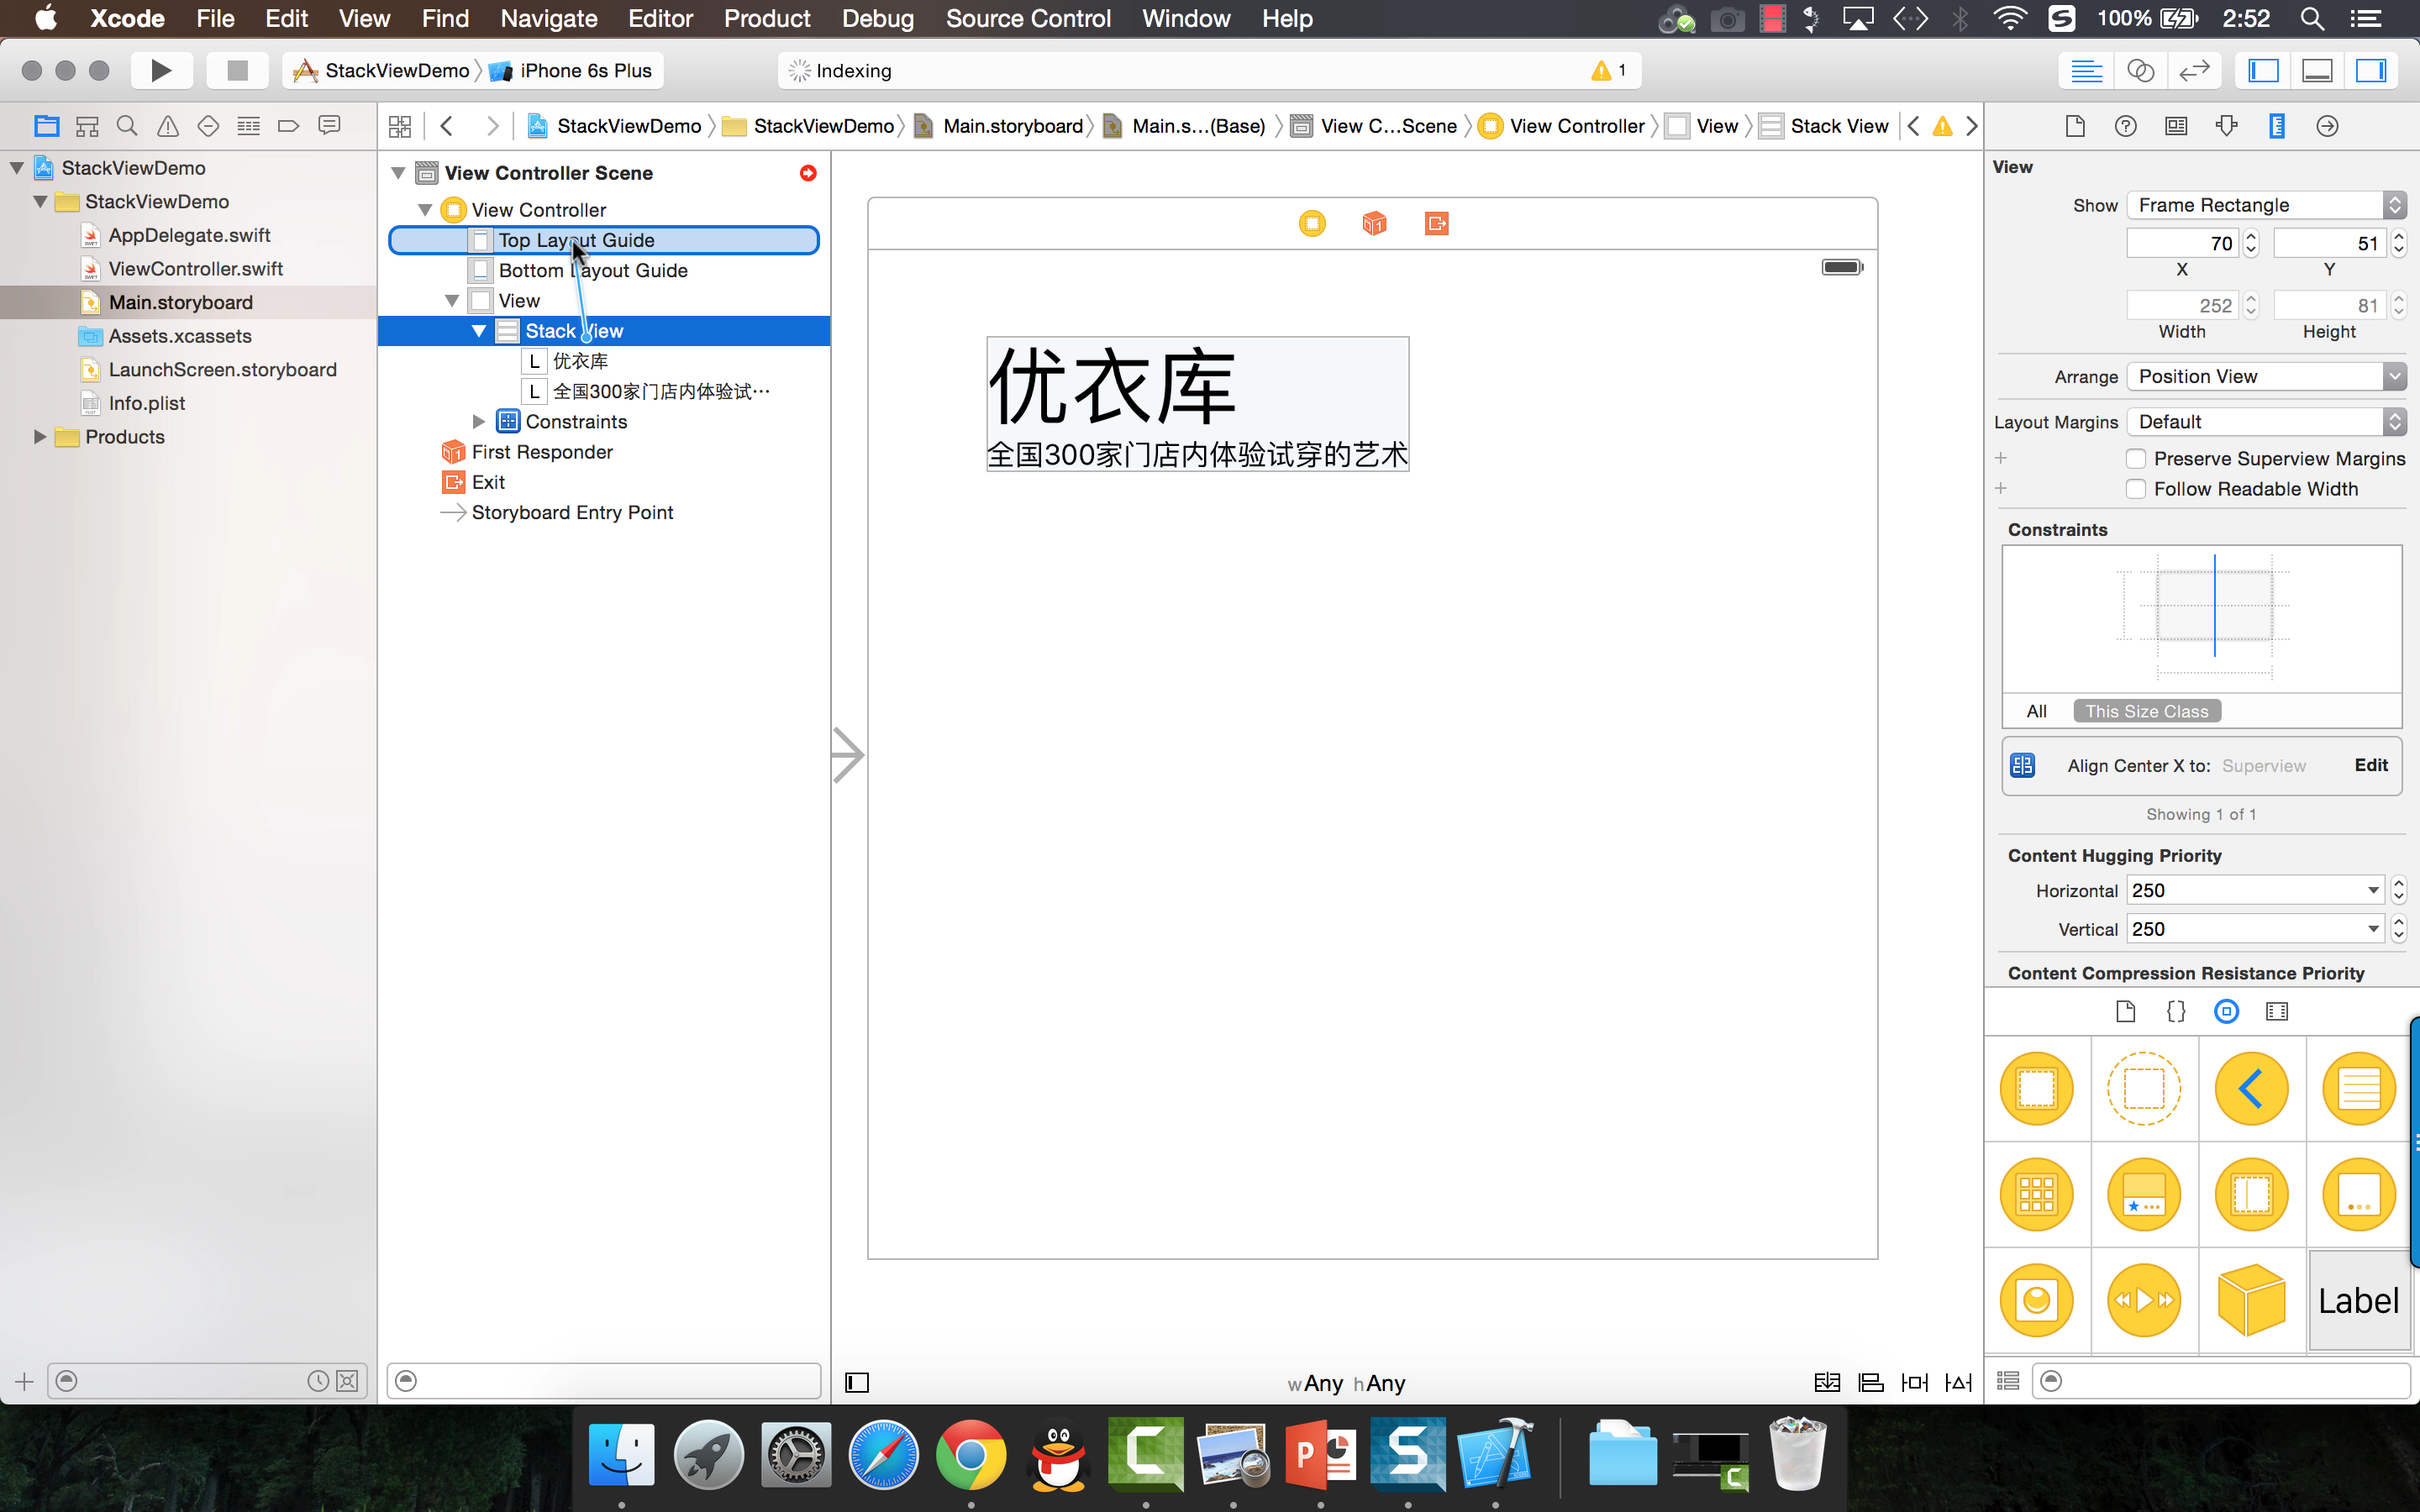 Xcode File Edit View Find Navigate Editor Product Debug Source Control Window Help 100% 2:52
StackViewDemo iPhone 6s Plus Indexing 1
StackViewDemo StackViewDemo Main.storyboard Main.s...(Base) View C...Scene View Controller View Stack View
StackViewDemo
StackViewDemo
AppDelegate.swift
ViewController.swift
Main.storyboard
Assets.xcassets
LaunchScreen.storyboard
Info.plist
Products
View Controller Scene
View Controller
Top Layout Guide
Bottom Layout Guide
View
Stack View
L 优衣库
L 全国300家门店内体验试…
Constraints
First Responder
Exit
Storyboard Entry Point
优衣库
全国300家门店内体验试穿的艺术
wAny hAny
View
Show Frame Rectangle
70 51
X Y
252 81
Width Height
Arrange Position View
Layout Margins Default
+ Preserve Superview Margins
+ Follow Readable Width
Constraints
All This Size Class
Align Center X to: Superview Edit
Showing 1 of 1
Content Hugging Priority
Horizontal 250
Vertical 250
Content Compression Resistance Priority
Label